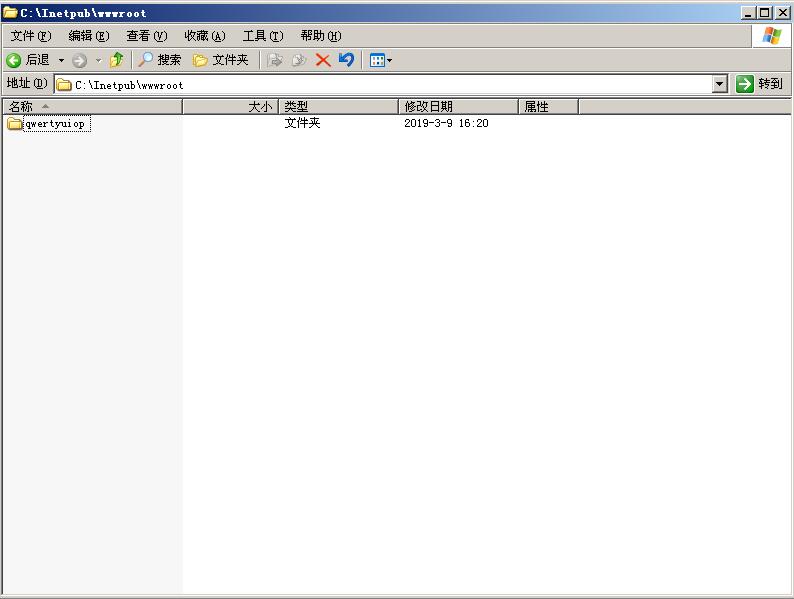 C:\Inetpub\wwwroot
文件(F) 编辑(E) 查看(V) 收藏(A) 工具(T) 帮助(H)
后退 搜索 文件夹
地址(D) C:\Inetpub\wwwroot 转到
名称 大小 类型 修改日期 属性
qwertyuiop 文件夹 2019-3-9 16:20